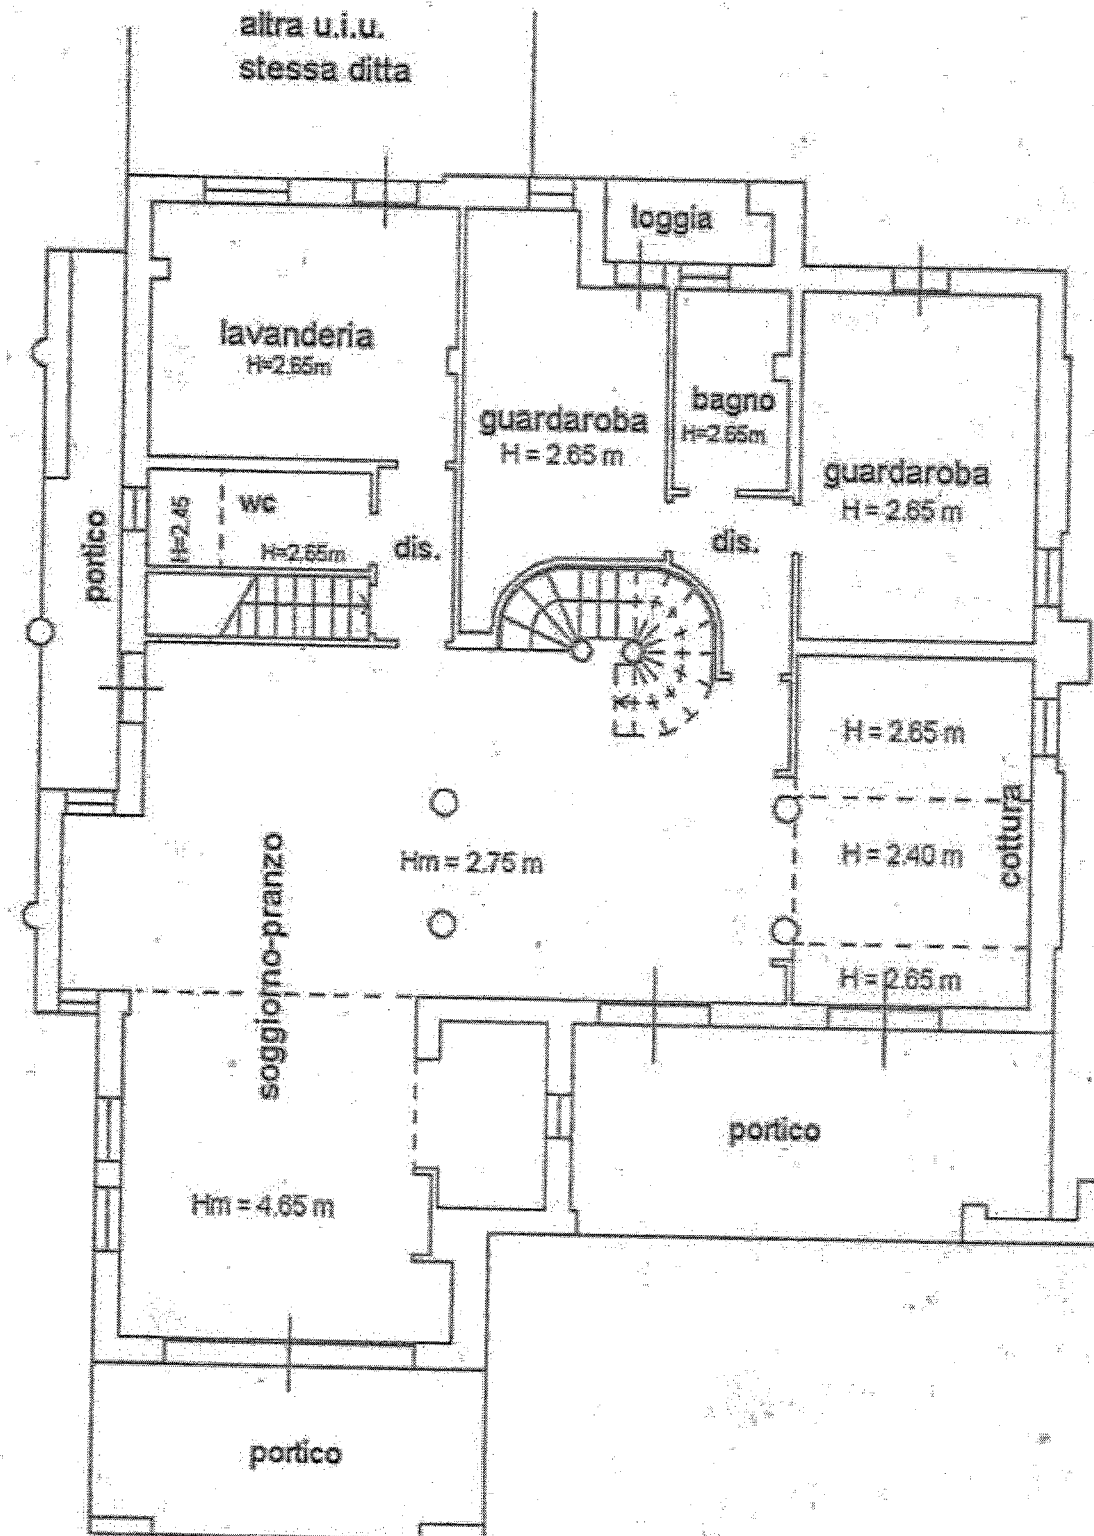 altra u.i.u.
stessa ditta
loggia
lavanderia
H=2.65m
guardaroba
H = 2.65 m
bagno
H=2.65m
guardaroba
H = 2.65 m
portico
H=2.45
wc
H=2.65m
dis.
dis.
H = 2.65 m
cottura
H = 2.40 m
H = 2.65 m
Hm = 2.75 m
soggiorno-pranzo
portico
Hm = 4.65 m
portico